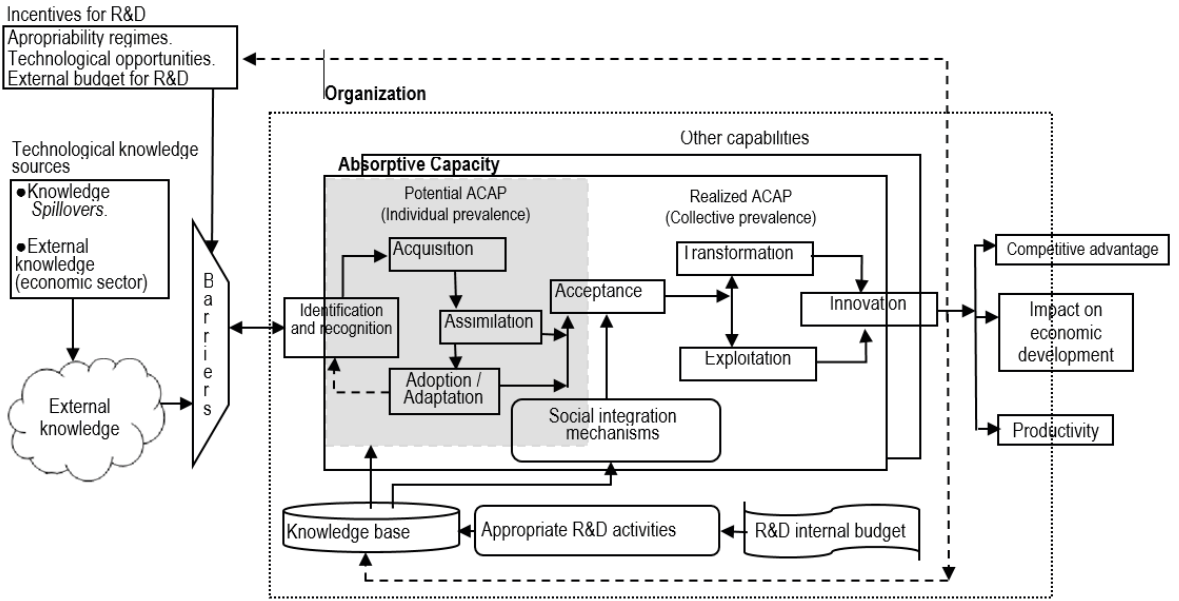 Incentives for R&D
Apropriability regimes.
Technological opportunities.
External budget for R&D
Organization
Other capabilities
Technological knowledge
sources
●Knowledge
Spillovers.
●External
knowledge
(economic sector)
Absorptive Capacity
Potential ACAP
(Individual prevalence)
Realized ACAP
(Collective prevalence)
Acquisition
Transformation
Competitive advantage
Barriers
Identification
and recognition
Assimilation
Acceptance
Innovation
Impact on
economic
development
Exploitation
Adoption /
Adaptation
External
knowledge
Social integration
mechanisms
Productivity
Knowledge base
Appropriate R&D activities
R&D internal budget